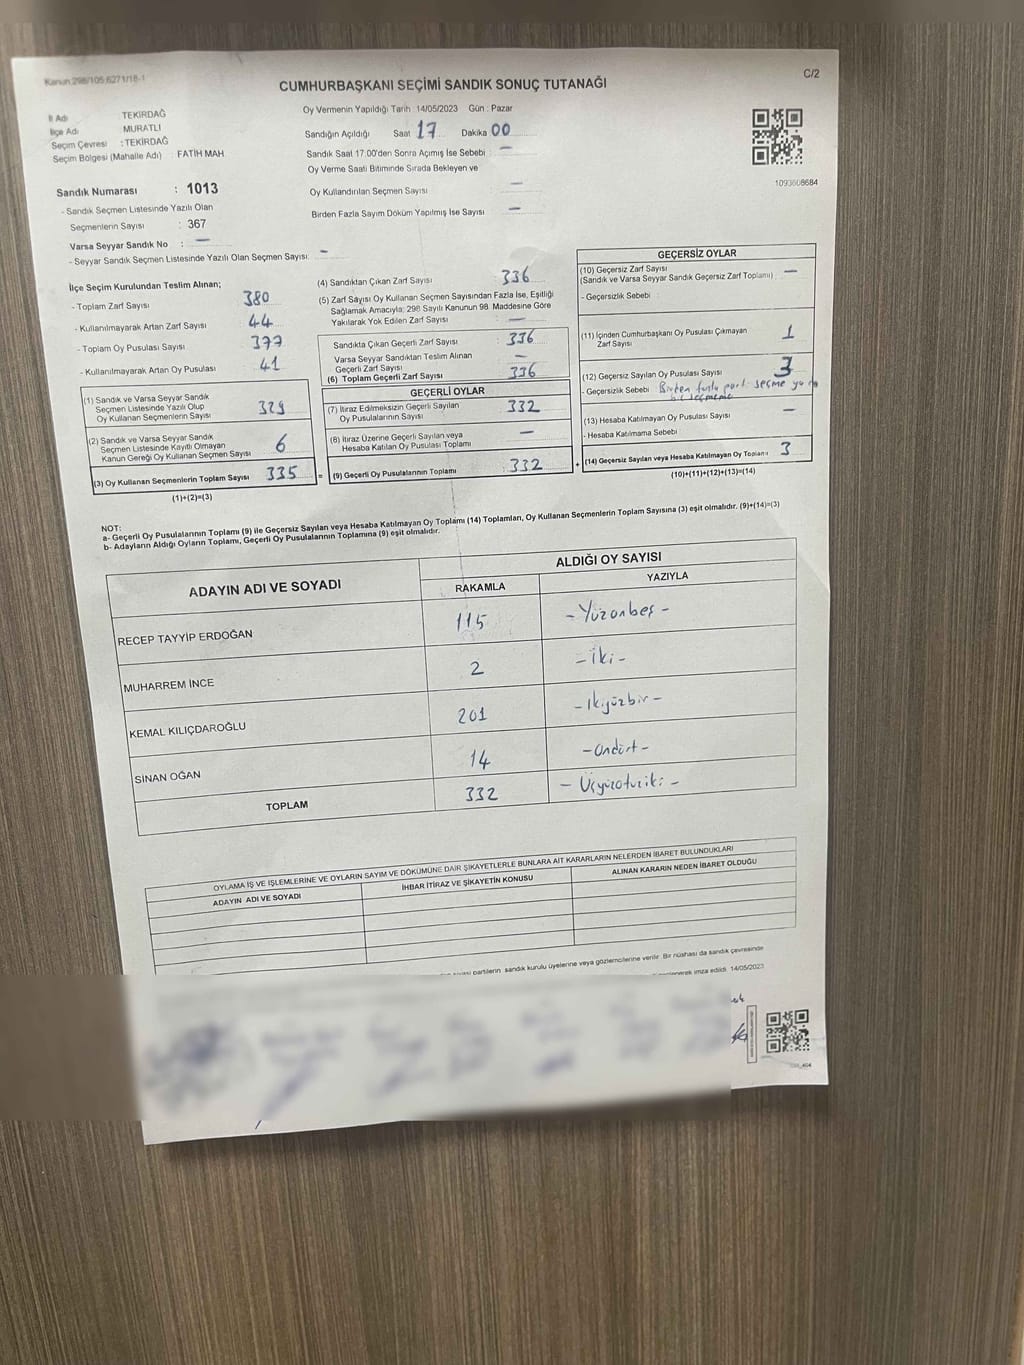 Kanun:298/105;6271/18-1
C/2
CUMHURBAŞKANI SEÇİMİ SANDIK SONUÇ TUTANAĞI
İl Adı TEKİRDAĞ
İlçe Adı MURATLI
Seçim Çevresi : TEKİRDAĞ
Seçim Bölgesi (Mahalle Adı) FATİH MAH
Oy Vermenin Yapıldığı Tarih :14/05/2023 Gün : Pazar
Sandığın Açıldığı Saat 17 Dakika 00
Sandık Saat 17.00'den Sonra Açımış İse Sebebi : —
Oy Verme Saati Bitiminde Sırada Bekleyen ve
Oy Kullandırılan Seçmen Sayısı : —
Birden Fazla Sayım Döküm Yapılmış İse Sayısı —
1093608684
Sandık Numarası : 1013
- Sandık Seçmen Listesinde Yazılı Olan
Seçmenlerin Sayısı : 367
Varsa Seyyar Sandık No : —
- Seyyar Sandık Seçmen Listesinde Yazılı Olan Seçmen Sayısı: -
İlçe Seçim Kurulundan Teslim Alınan;
- Toplam Zarf Sayısı 380
- Kullanılmayarak Artan Zarf Sayısı 44
- Toplam Oy Pusulası Sayısı 377
- Kullanılmayarak Artan Oy Pusulası 41
(1) Sandık ve Varsa Seyyar Sandık
Seçmen Listesinde Yazılı Olup
Oy Kullanan Seçmenlerin Sayısı 329
(2) Sandık ve Varsa Seyyar Sandık
Seçmen Listesinde Kayıtlı Olmayan
Kanun Gereği Oy Kullanan Seçmen Sayısı 6
(3) Oy Kullanan Seçmenlerin Toplam Sayısı 335
(1)+(2)=(3)
(4) Sandıktan Çıkan Zarf Sayısı 336
(5) Zarf Sayısı Oy Kullanan Seçmen Sayısından Fazla İse, Eşitliği
Sağlamak Amacıyla; 298 Sayılı Kanunun 98. Maddesine Göre
Yakılarak Yok Edilen Zarf Sayısı : —
Sandıkta Çıkan Geçerli Zarf Sayısı : 336
Varsa Seyyar Sandıktan Teslim Alınan
Geçerli Zarf Sayısı : —
(6) Toplam Geçerli Zarf Sayısı 336
GEÇERLİ OYLAR
(7) İtiraz Edilmeksizin Geçerli Sayılan
Oy Pusulalarının Sayısı 332
(8) İtiraz Üzerine Geçerli Sayılan veya
Hesaba Katılan Oy Pusulası Toplamı —
= (9) Geçerli Oy Pusulalarının Toplamı 332
GEÇERSİZ OYLAR
(10) Geçersiz Zarf Sayısı
(Sandık ve Varsa Seyyar Sandık Geçersiz Zarf Toplamı) —
- Geçersizlik Sebebi
(11) İçinden Cumhurbaşkanı Oy Pusulası Çıkmayan
Zarf Sayısı 1
(12) Geçersiz Sayılan Oy Pusulası Sayısı 3
- Geçersizlik Sebebi Birden fazla seçme
(13) Hesaba Katılmayan Oy Pusulası Sayısı —
- Hesaba Katılmama Sebebi
+ (14) Geçersiz Sayılan veya Hesaba Katılmayan Oy Toplamı 3
(10)+(11)+(12)+(13)=(14)
NOT:
a- Geçerli Oy Pusulalarının Toplamı (9) ile Geçersiz Sayılan veya Hesaba Katılmayan Oy Toplamı (14) Toplamları, Oy Kullanan Seçmenlerin Toplam Sayısına (3) eşit olmalıdır. (9)+(14)=(3)
b- Adayların Aldığı Oyların Toplamı, Geçerli Oy Pusulalarının Toplamına (9) eşit olmalıdır.
ADAYIN ADI VE SOYADI
ALDIĞI OY SAYISI
RAKAMLA YAZIYLA
RECEP TAYYİP ERDOĞAN 115 - Yüzonbeş -
MUHARREM İNCE 2 - İki -
KEMAL KILIÇDAROĞLU 201 - İkiyüzbir -
SİNAN OĞAN 14 - Ondört -
TOPLAM 332 - Üçyüzotuziki -
OYLAMA İŞ VE İŞLEMLERİNE VE OYLARIN SAYIM VE DÖKÜMÜNE DAİR ŞİKAYETLERLE BUNLARA AİT KARARLARIN NELERDEN İBARET BULUNDUKLARI
ADAYIN ADI VE SOYADI İHBAR İTİRAZ VE ŞİKAYETİN KONUSU ALINAN KARARIN NEDEN İBARET OLDUĞU
partilerin sandık kurulu üyelerine veya gözlemcilerine verilir. Bir nüshası da sandık çevresinde
imza edildi. 14/05/2023